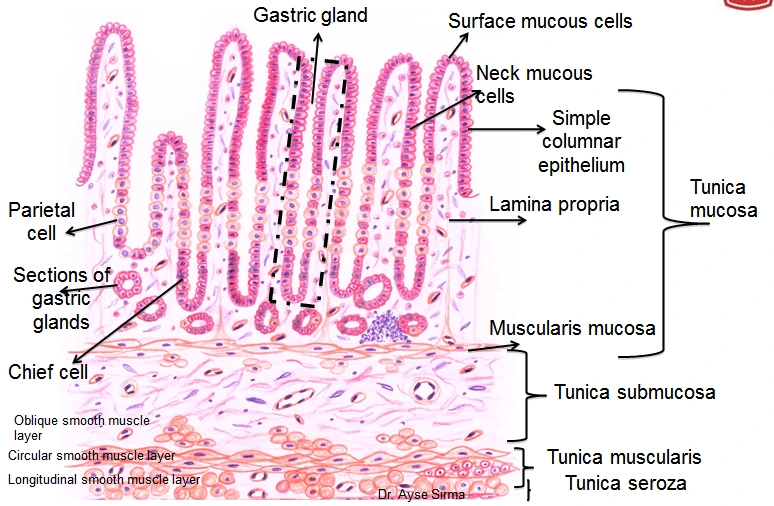 Gastric gland
Surface mucous cells
Neck mucous
cells
Simple
columnar
epithelium
Tunica
mucosa
Parietal
cell
Lamina propria
Sections of
gastric
glands
Muscularis mucosa
Chief cell
Tunica submucosa
Oblique smooth muscle
layer
Circular smooth muscle layer
Tunica muscularis
Longitudinal smooth muscle layer
Tunica seroza
Dr. Ayse Sirma